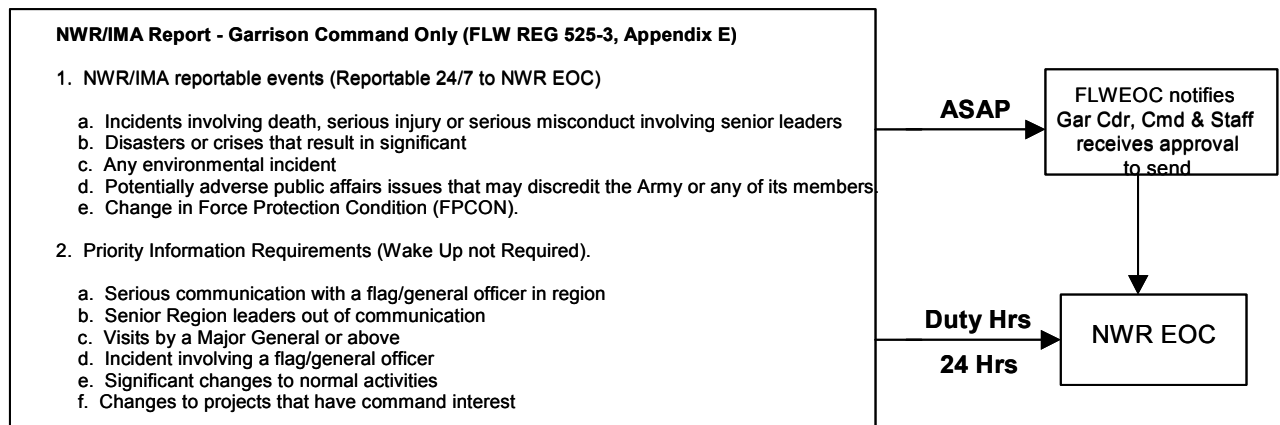 NWR/IMA Report - Garrison Command Only (FLW REG 525-3, Appendix E)
1. NWR/IMA reportable events (Reportable 24/7 to NWR EOC)
a. Incidents involving death, serious injury or serious misconduct involving senior leaders
b. Disasters or crises that result in significant
c. Any environmental incident
d. Potentially adverse public affairs issues that may discredit the Army or any of its members.
e. Change in Force Protection Condition (FPCON).
2. Priority Information Requirements (Wake Up not Required).
a. Serious communication with a flag/general officer in region
b. Senior Region leaders out of communication
c. Visits by a Major General or above
d. Incident involving a flag/general officer
e. Significant changes to normal activities
f. Changes to projects that have command interest
ASAP
FLWEOC notifies
Gar Cdr, Cmd & Staff
receives approval
to send
Duty Hrs
24 Hrs
NWR EOC